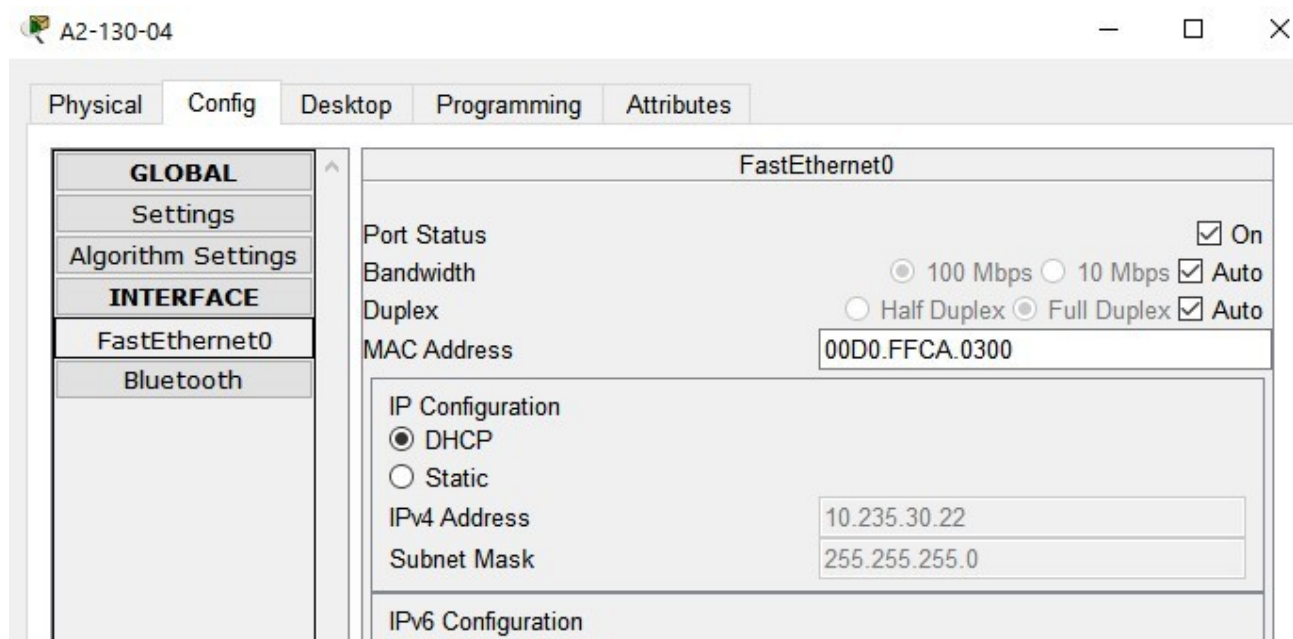 A2-130-04
Physical Config Desktop Programming Attributes
GLOBAL
Settings
Algorithm Settings
INTERFACE
FastEthernet0
Bluetooth
FastEthernet0
Port Status On
Bandwidth 100 Mbps 10 Mbps Auto
Duplex Half Duplex Full Duplex Auto
MAC Address 00D0.FFCA.0300
IP Configuration
DHCP
Static
IPv4 Address 10.235.30.22
Subnet Mask 255.255.255.0
IPv6 Configuration